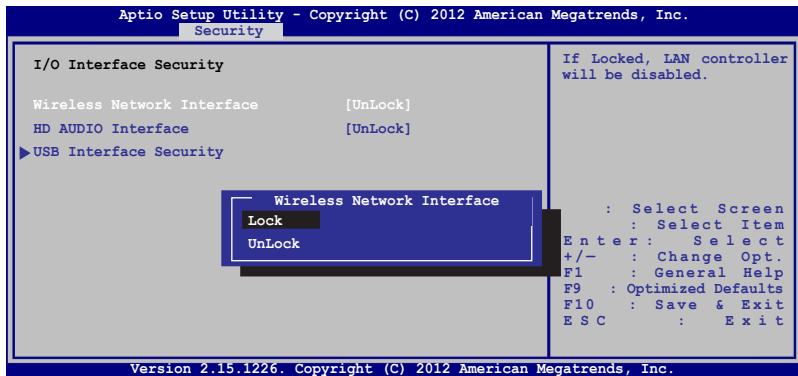 Aptio Setup Utility - Copyright (C) 2012 American Megatrends, Inc.
Security
I/O Interface Security
Wireless Network Interface [UnLock]
HD AUDIO Interface [UnLock]
USB Interface Security
If Locked, LAN controller
will be disabled.
Wireless Network Interface
Lock
UnLock
: Select Screen
: Select Item
Enter: Select
+/— : Change Opt.
F1 : General Help
F9 : Optimized Defaults
F10 : Save & Exit
ESC : Exit
Version 2.15.1226. Copyright (C) 2012 American Megatrends, Inc.